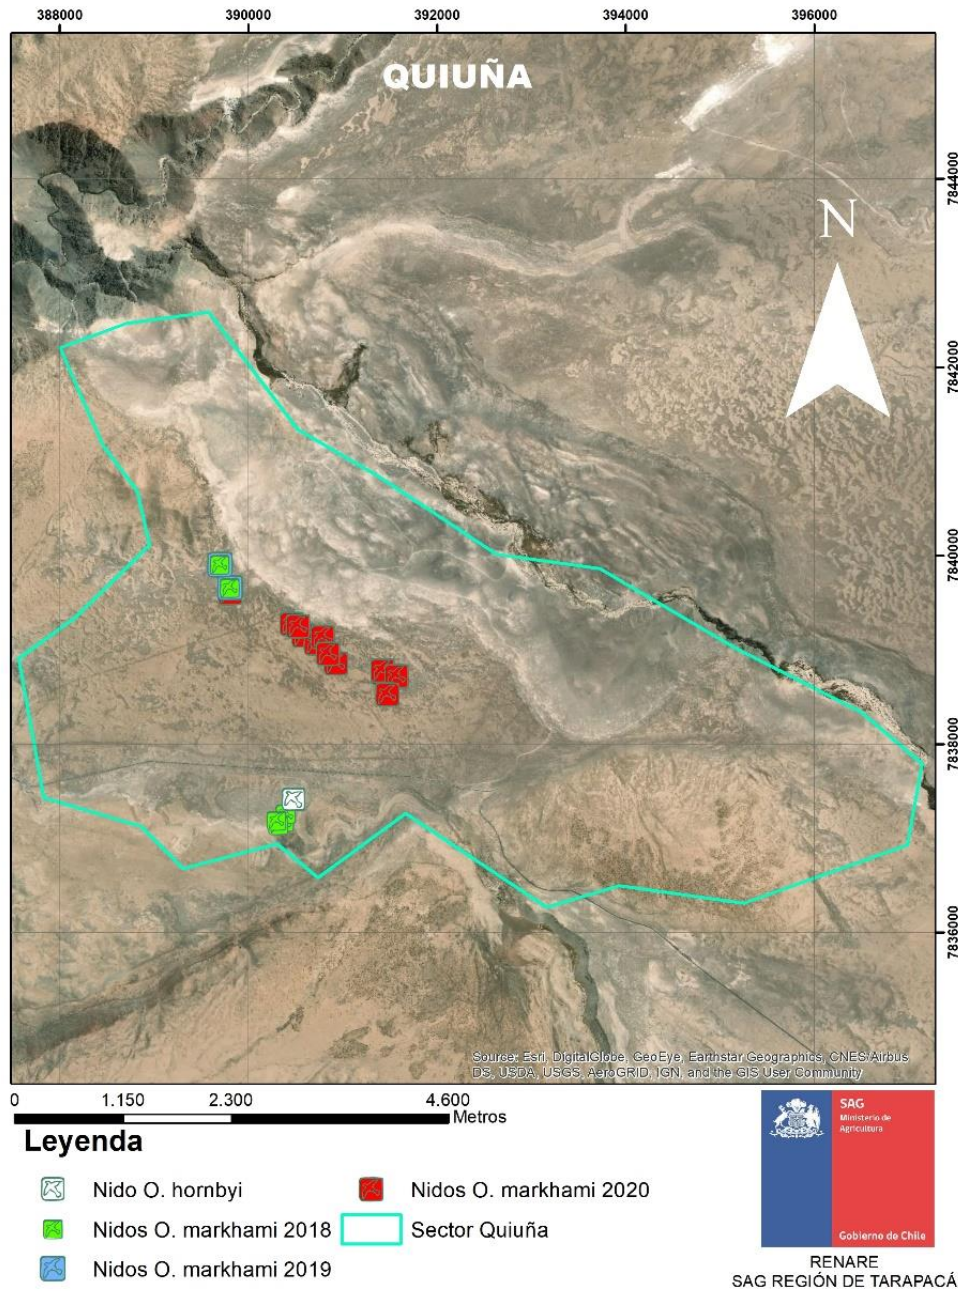 388000 390000 392000 394000 396000
QUIUÑA
7844000
N
7842000
7840000
7838000
7836000
Source: Esri, DigitalGlobe, GeoEye, Earthstar Geographics, CNES/Airbus
DS, USDA, USGS, AeroGRID, IGN, and the GIS User Community
0 1.150 2.300 4.600
Metros
Leyenda
Nido O. hornbyi
Nidos O. markhami 2018
Nidos O. markhami 2019
Nidos O. markhami 2020
Sector Quiuña
SAG
Ministerio de
Agricultura
Gobierno de Chile
RENARE
SAG REGIÓN DE TARAPACÁ